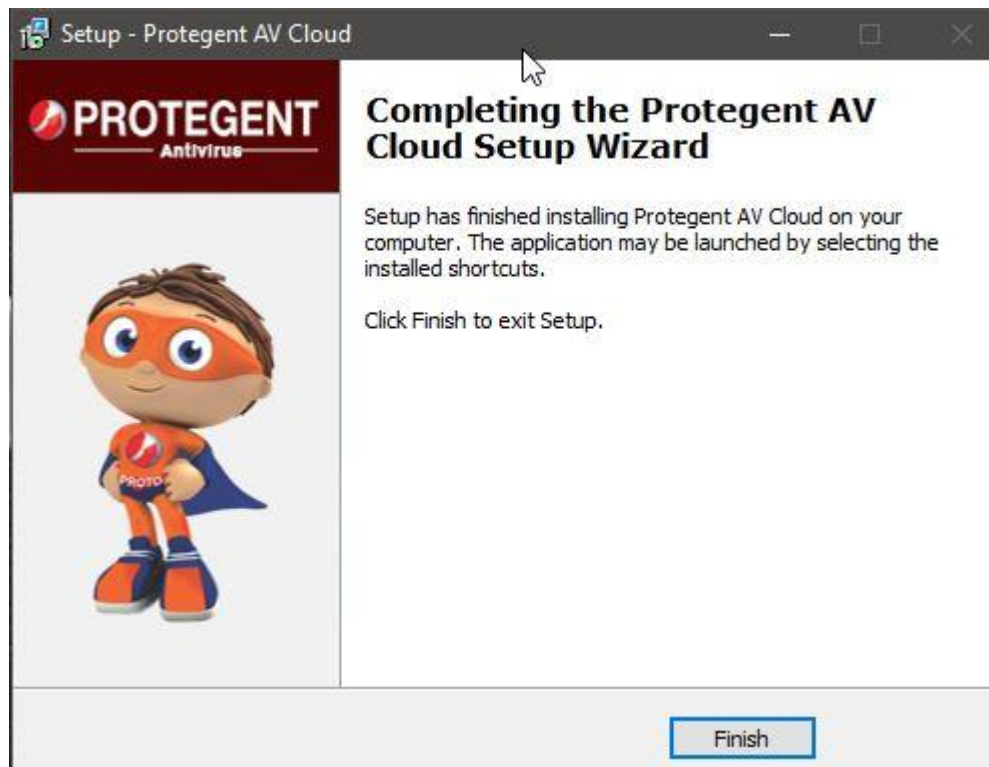 Setup - Protegent AV Cloud
PROTEGENT
Antivirus
Completing the Protegent AV
Cloud Setup Wizard
Setup has finished installing Protegent AV Cloud on your
computer. The application may be launched by selecting the
installed shortcuts.
Click Finish to exit Setup.
PROTO
Finish